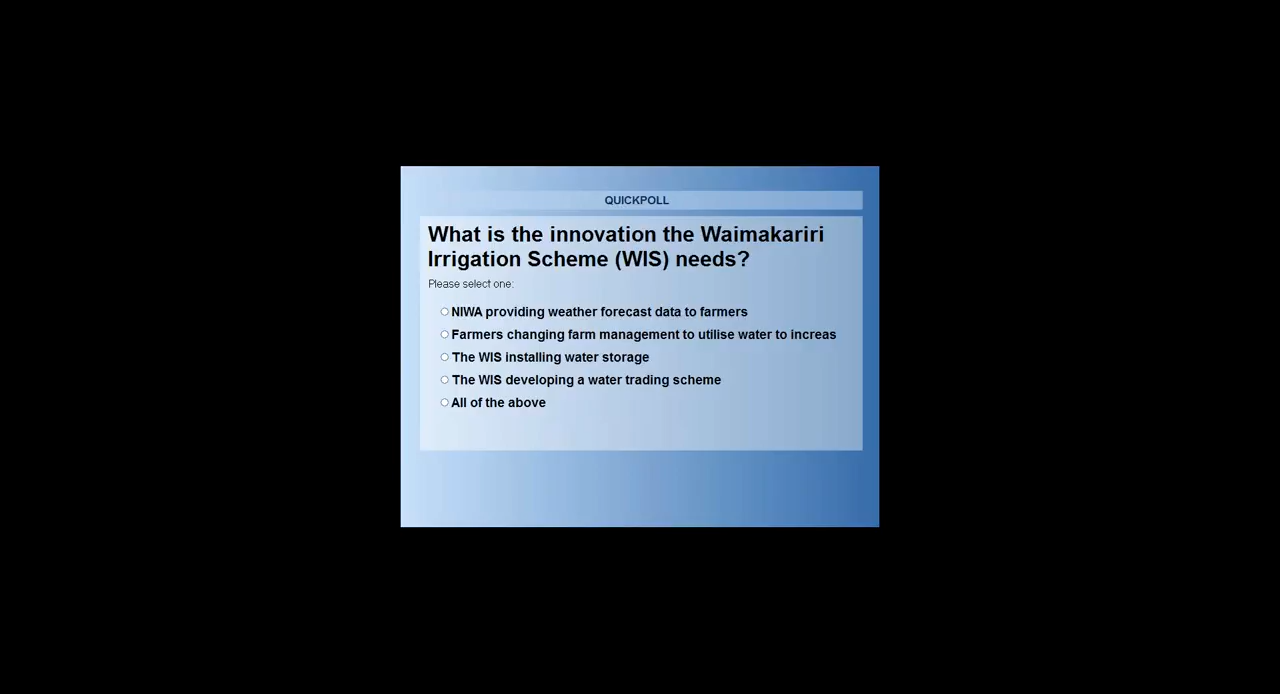 QUICKPOLL
What is the innovation the Waimakariri
Irrigation Scheme (WIS) needs?
Please select one:
NIWA providing weather forecast data to farmers
Farmers changing farm management to utilise water to increas
The WIS installing water storage
The WIS developing a water trading scheme
All of the above